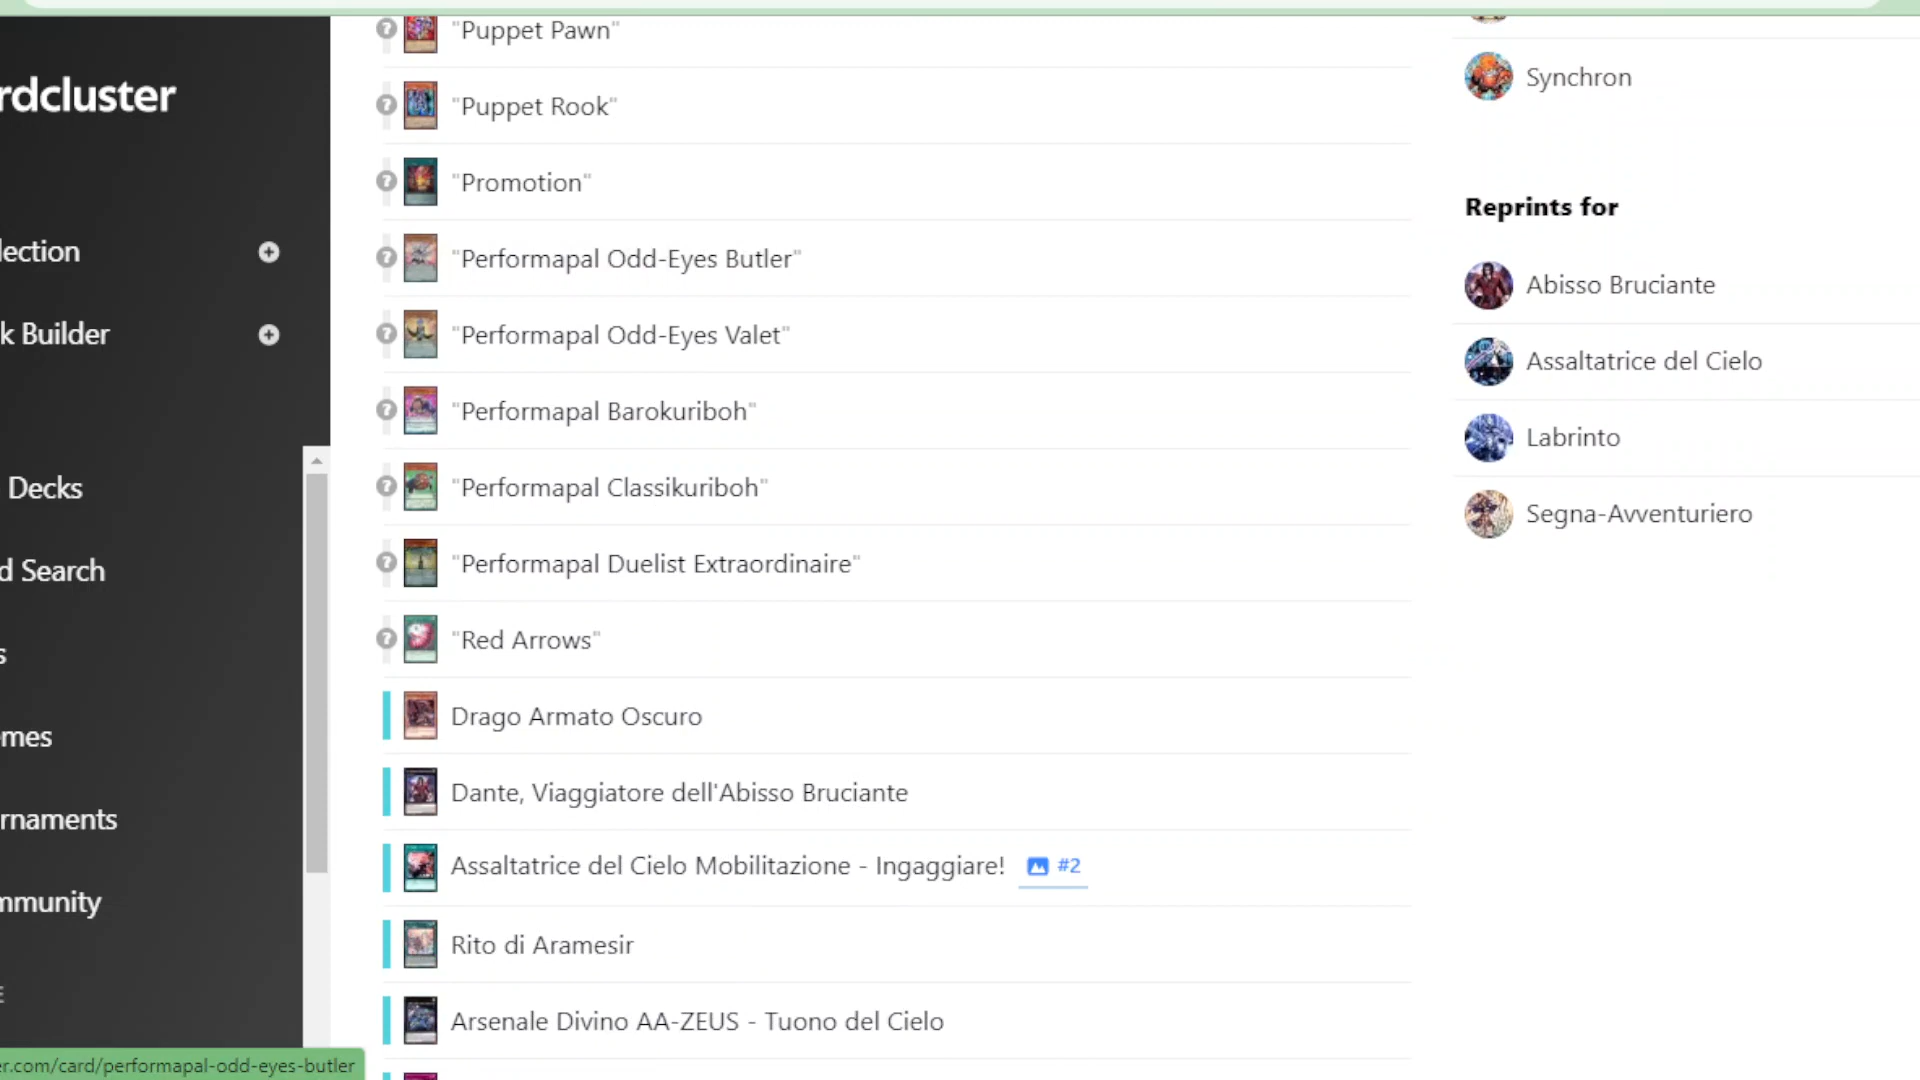 rdcluster
lection
k Builder
Decks
d Search
s
mes
rnaments
mmunity
E
"Puppet Pawn"
"Puppet Rook"
"Promotion"
"Performapal Odd-Eyes Butler"
"Performapal Odd-Eyes Valet"
"Performapal Barokuriboh"
"Performapal Classikuriboh"
"Performapal Duelist Extraordinaire"
"Red Arrows"
Drago Armato Oscuro
Dante, Viaggiatore dell'Abisso Bruciante
Assaltatrice del Cielo Mobilitazione - Ingaggiare! #2
Rito di Aramesir
Arsenale Divino AA-ZEUS - Tuono del Cielo
Synchron
Reprints for
Abisso Bruciante
Assaltatrice del Cielo
Labrinto
Segna-Avventuriero
er.com/card/performapal-odd-eyes-butler